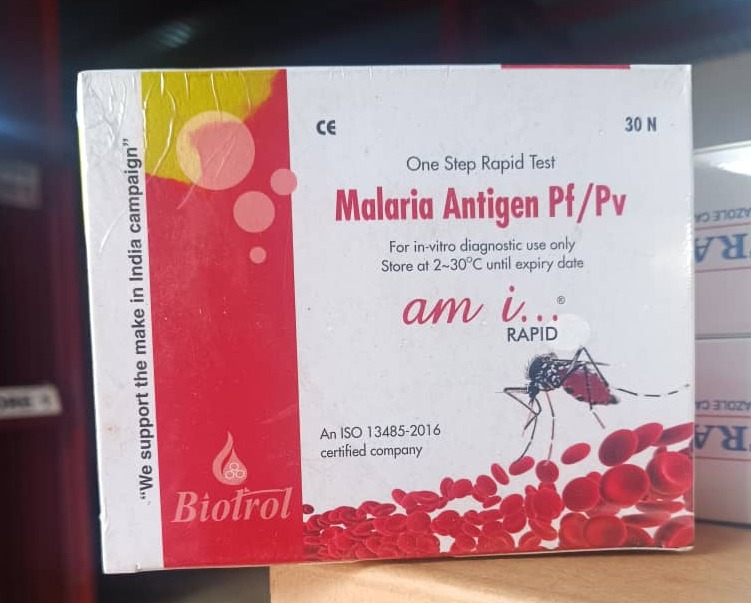 CE
30 N
One Step Rapid Test
Malaria Antigen Pf/Pv
For in-vitro diagnostic use only
Store at 2~30°C until expiry date
am i...®
RAPID
An ISO 13485-2016
certified company
"We support the make in India campaign"
Biotrol